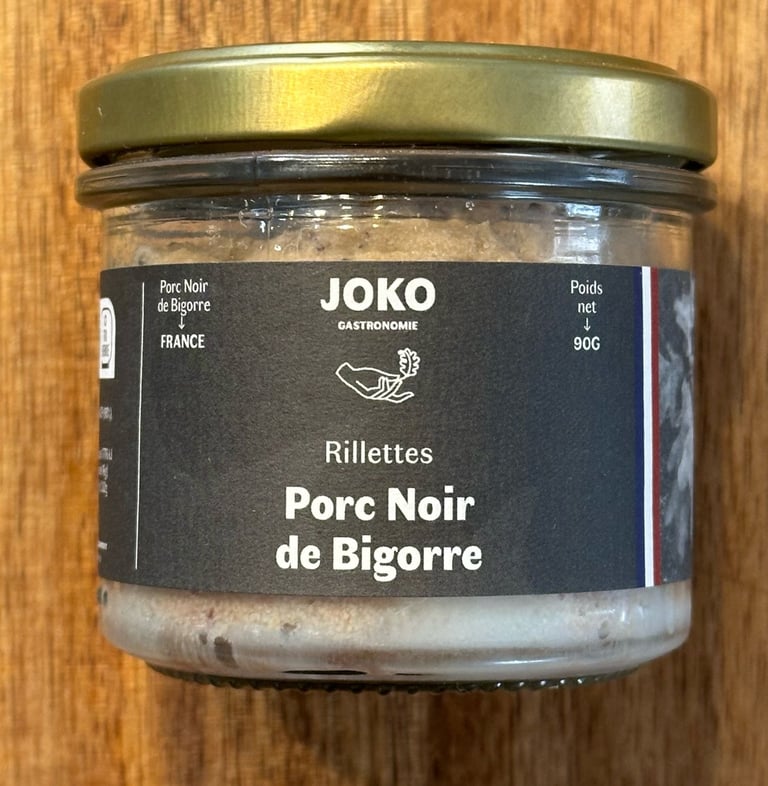 Porc Noir
de Bigorre
↓
FRANCE
JOKO
GASTRONOMIE
Poids
net
↓
90G
Rillettes
Porc Noir
de Bigorre